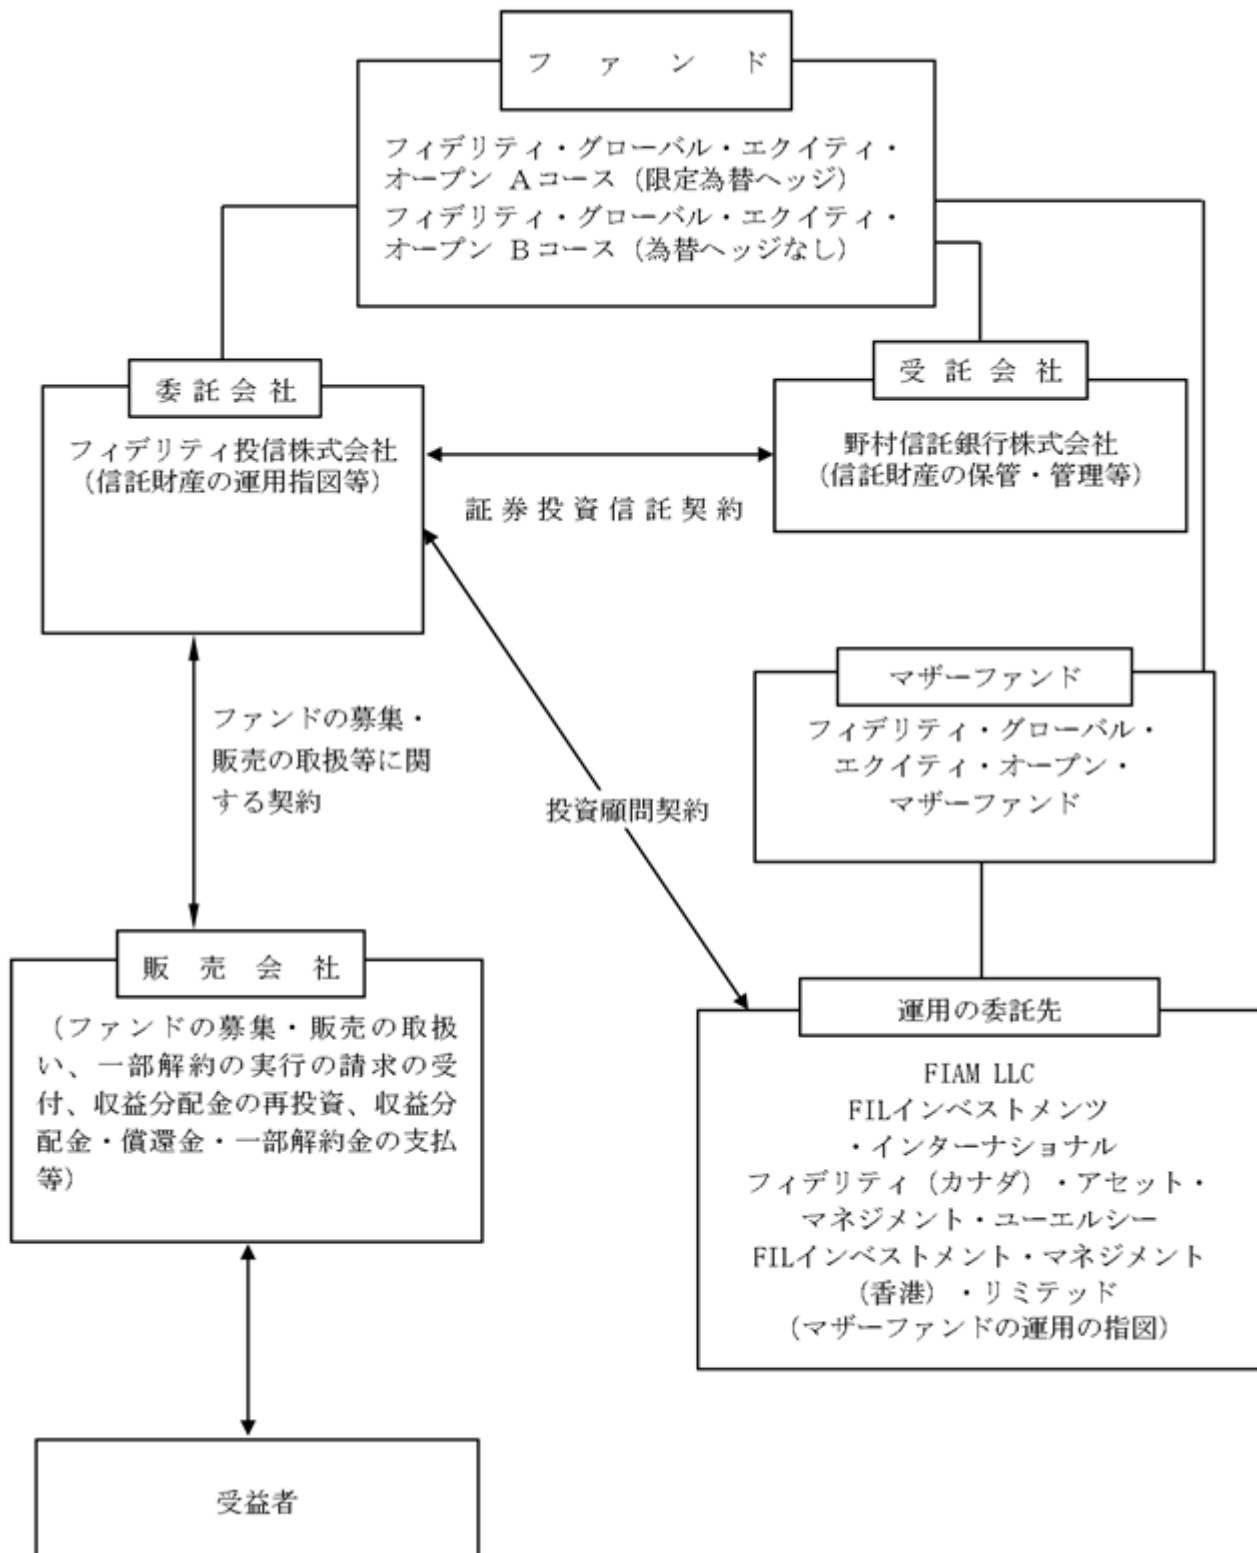 ファンド
フィデリティ・グローバル・エクイティ・
オープン Aコース（限定為替ヘッジ）
フィデリティ・グローバル・エクイティ・
オープン Bコース（為替ヘッジなし）
委託会社
フィデリティ投信株式会社
（信託財産の運用指図等）
受託会社
野村信託銀行株式会社
（信託財産の保管・管理等）
証券投資信託契約
マザーファンド
フィデリティ・グローバル・
エクイティ・オープン・
マザーファンド
ファンドの募集・
販売の取扱等に関
する契約
投資顧問契約
販売会社
（ファンドの募集・販売の取扱
い、一部解約の実行の請求の受
付、収益分配金の再投資、収益分
配金・償還金・一部解約金の支払
等）
運用の委託先
FIAM LLC
FILインベストメンツ
・インターナショナル
フィデリティ（カナダ）・アセット・
マネジメント・ユーエルシー
FILインベストメント・マネジメント
（香港）・リミテッド
（マザーファンドの運用の指図）
受益者